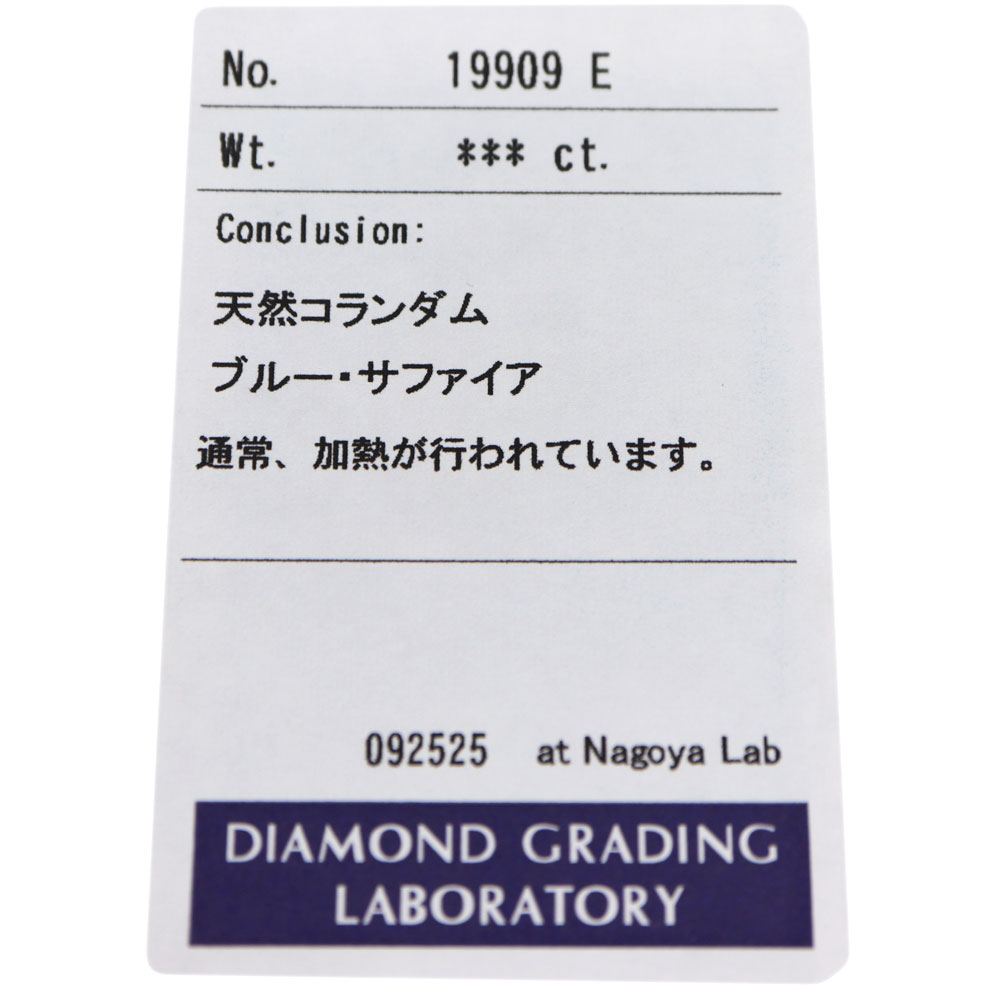 No. 19909 E
Wt. *** ct.
Conclusion:
天然コランダム
ブルー・サファイア
通常、加熱が行われています。
092525 at Nagoya Lab
DIAMOND GRADING
LABORATORY